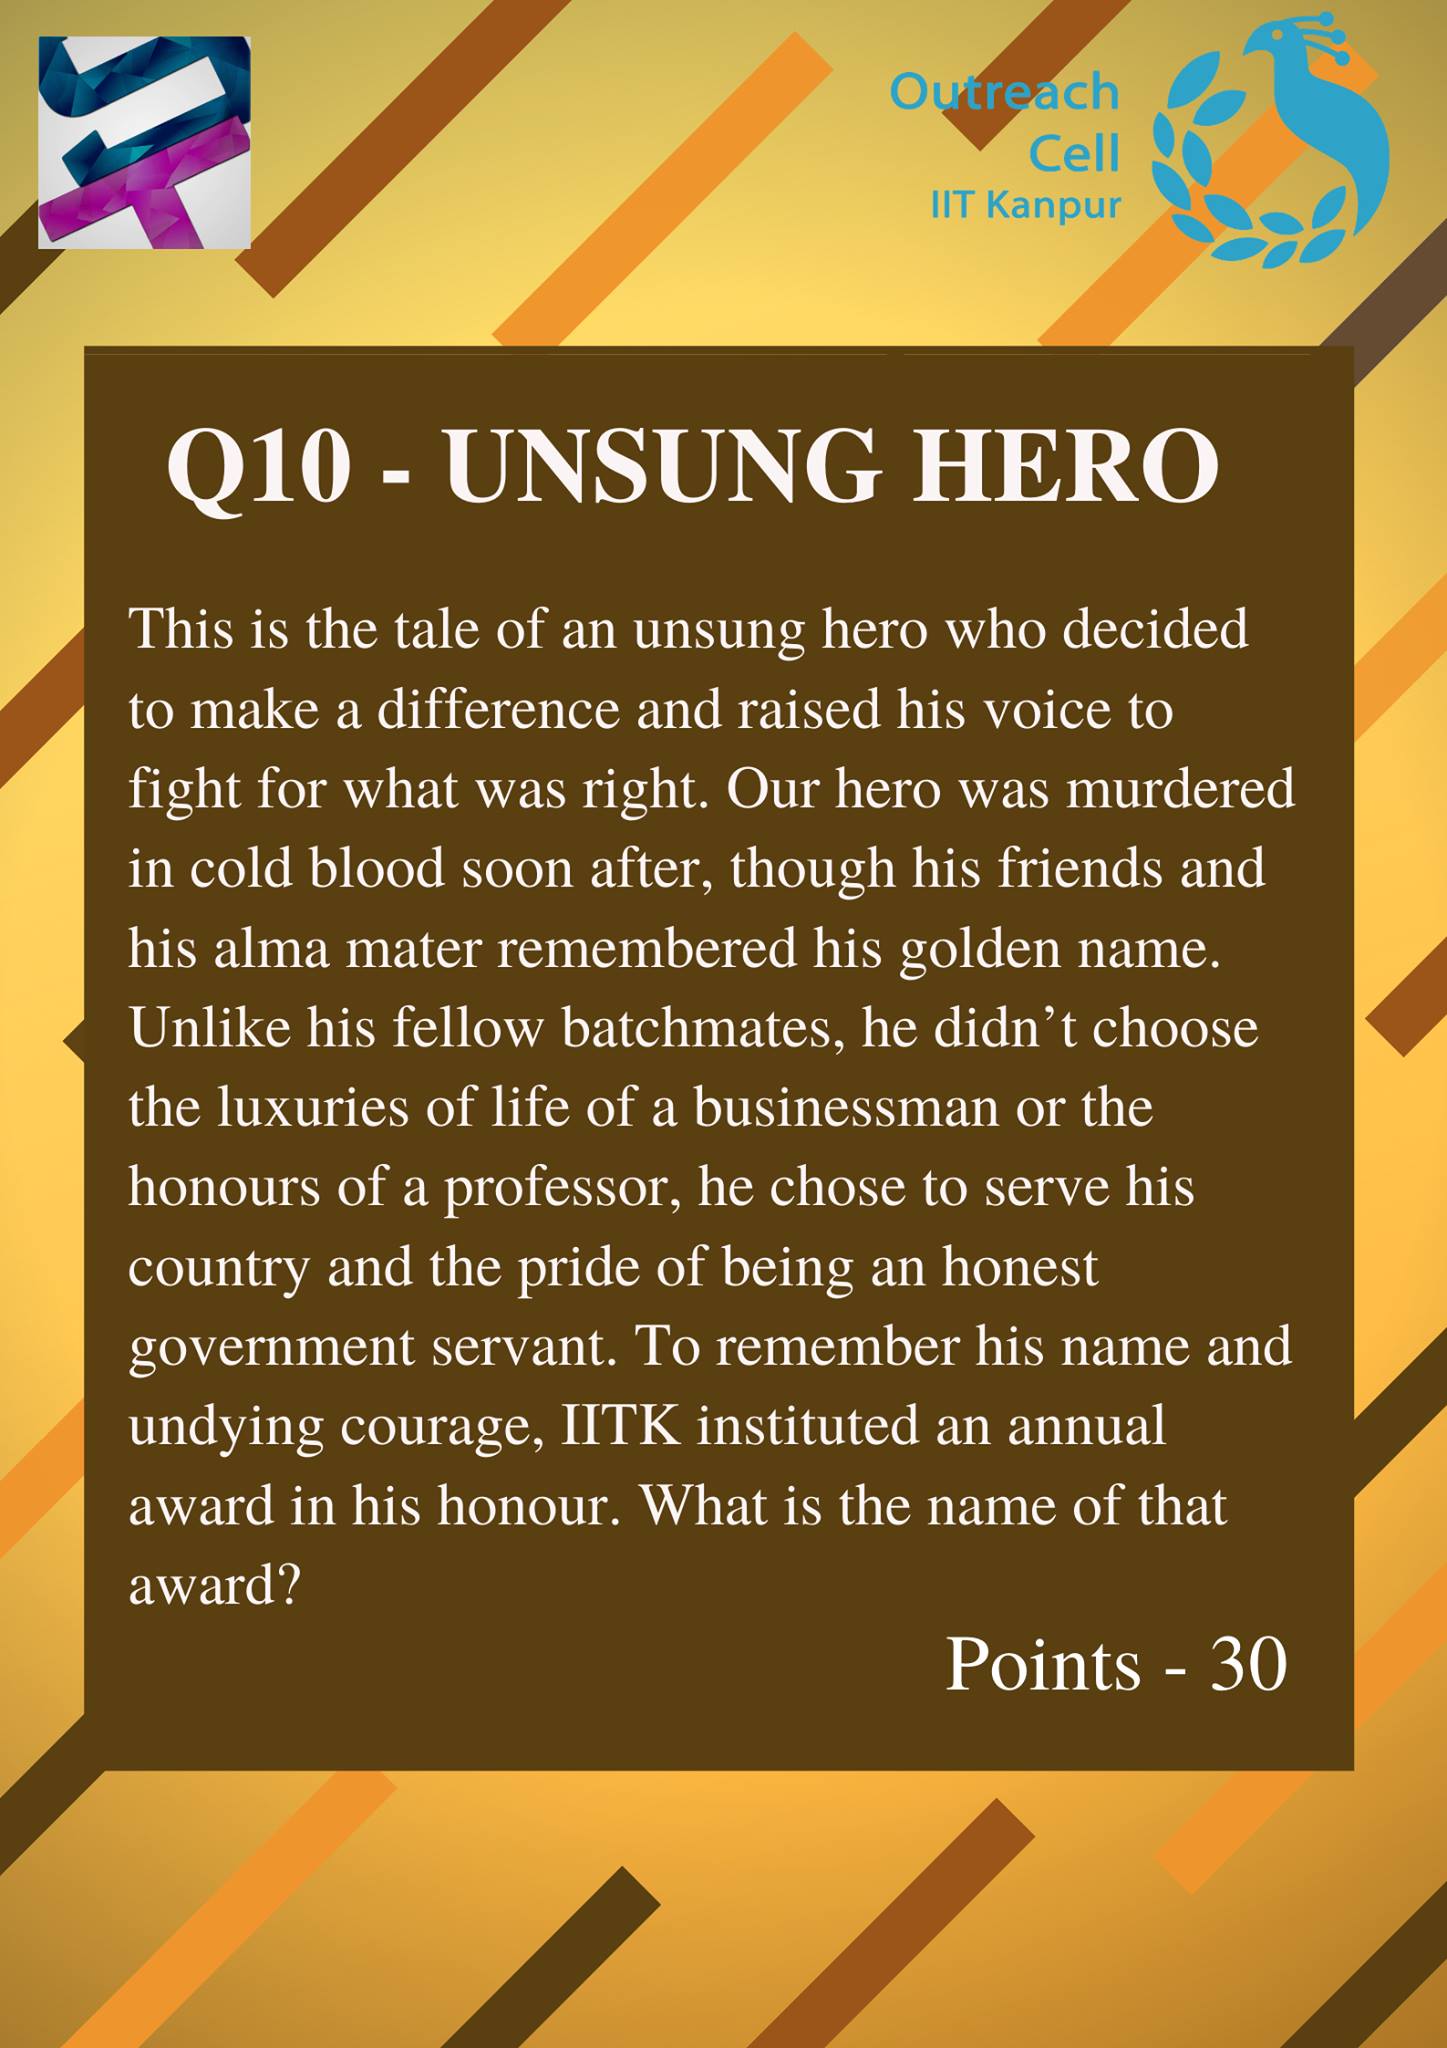 Outreach
Cell
IIT Kanpur
Q10 - UNSUNG HERO
This is the tale of an unsung hero who decided
to make a difference and raised his voice to
fight for what was right. Our hero was murdered
in cold blood soon after, though his friends and
his alma mater remembered his golden name.
Unlike his fellow batchmates, he didn’t choose
the luxuries of life of a businessman or the
honours of a professor, he chose to serve his
country and the pride of being an honest
government servant. To remember his name and
undying courage, IITK instituted an annual
award in his honour. What is the name of that
award?
Points - 30